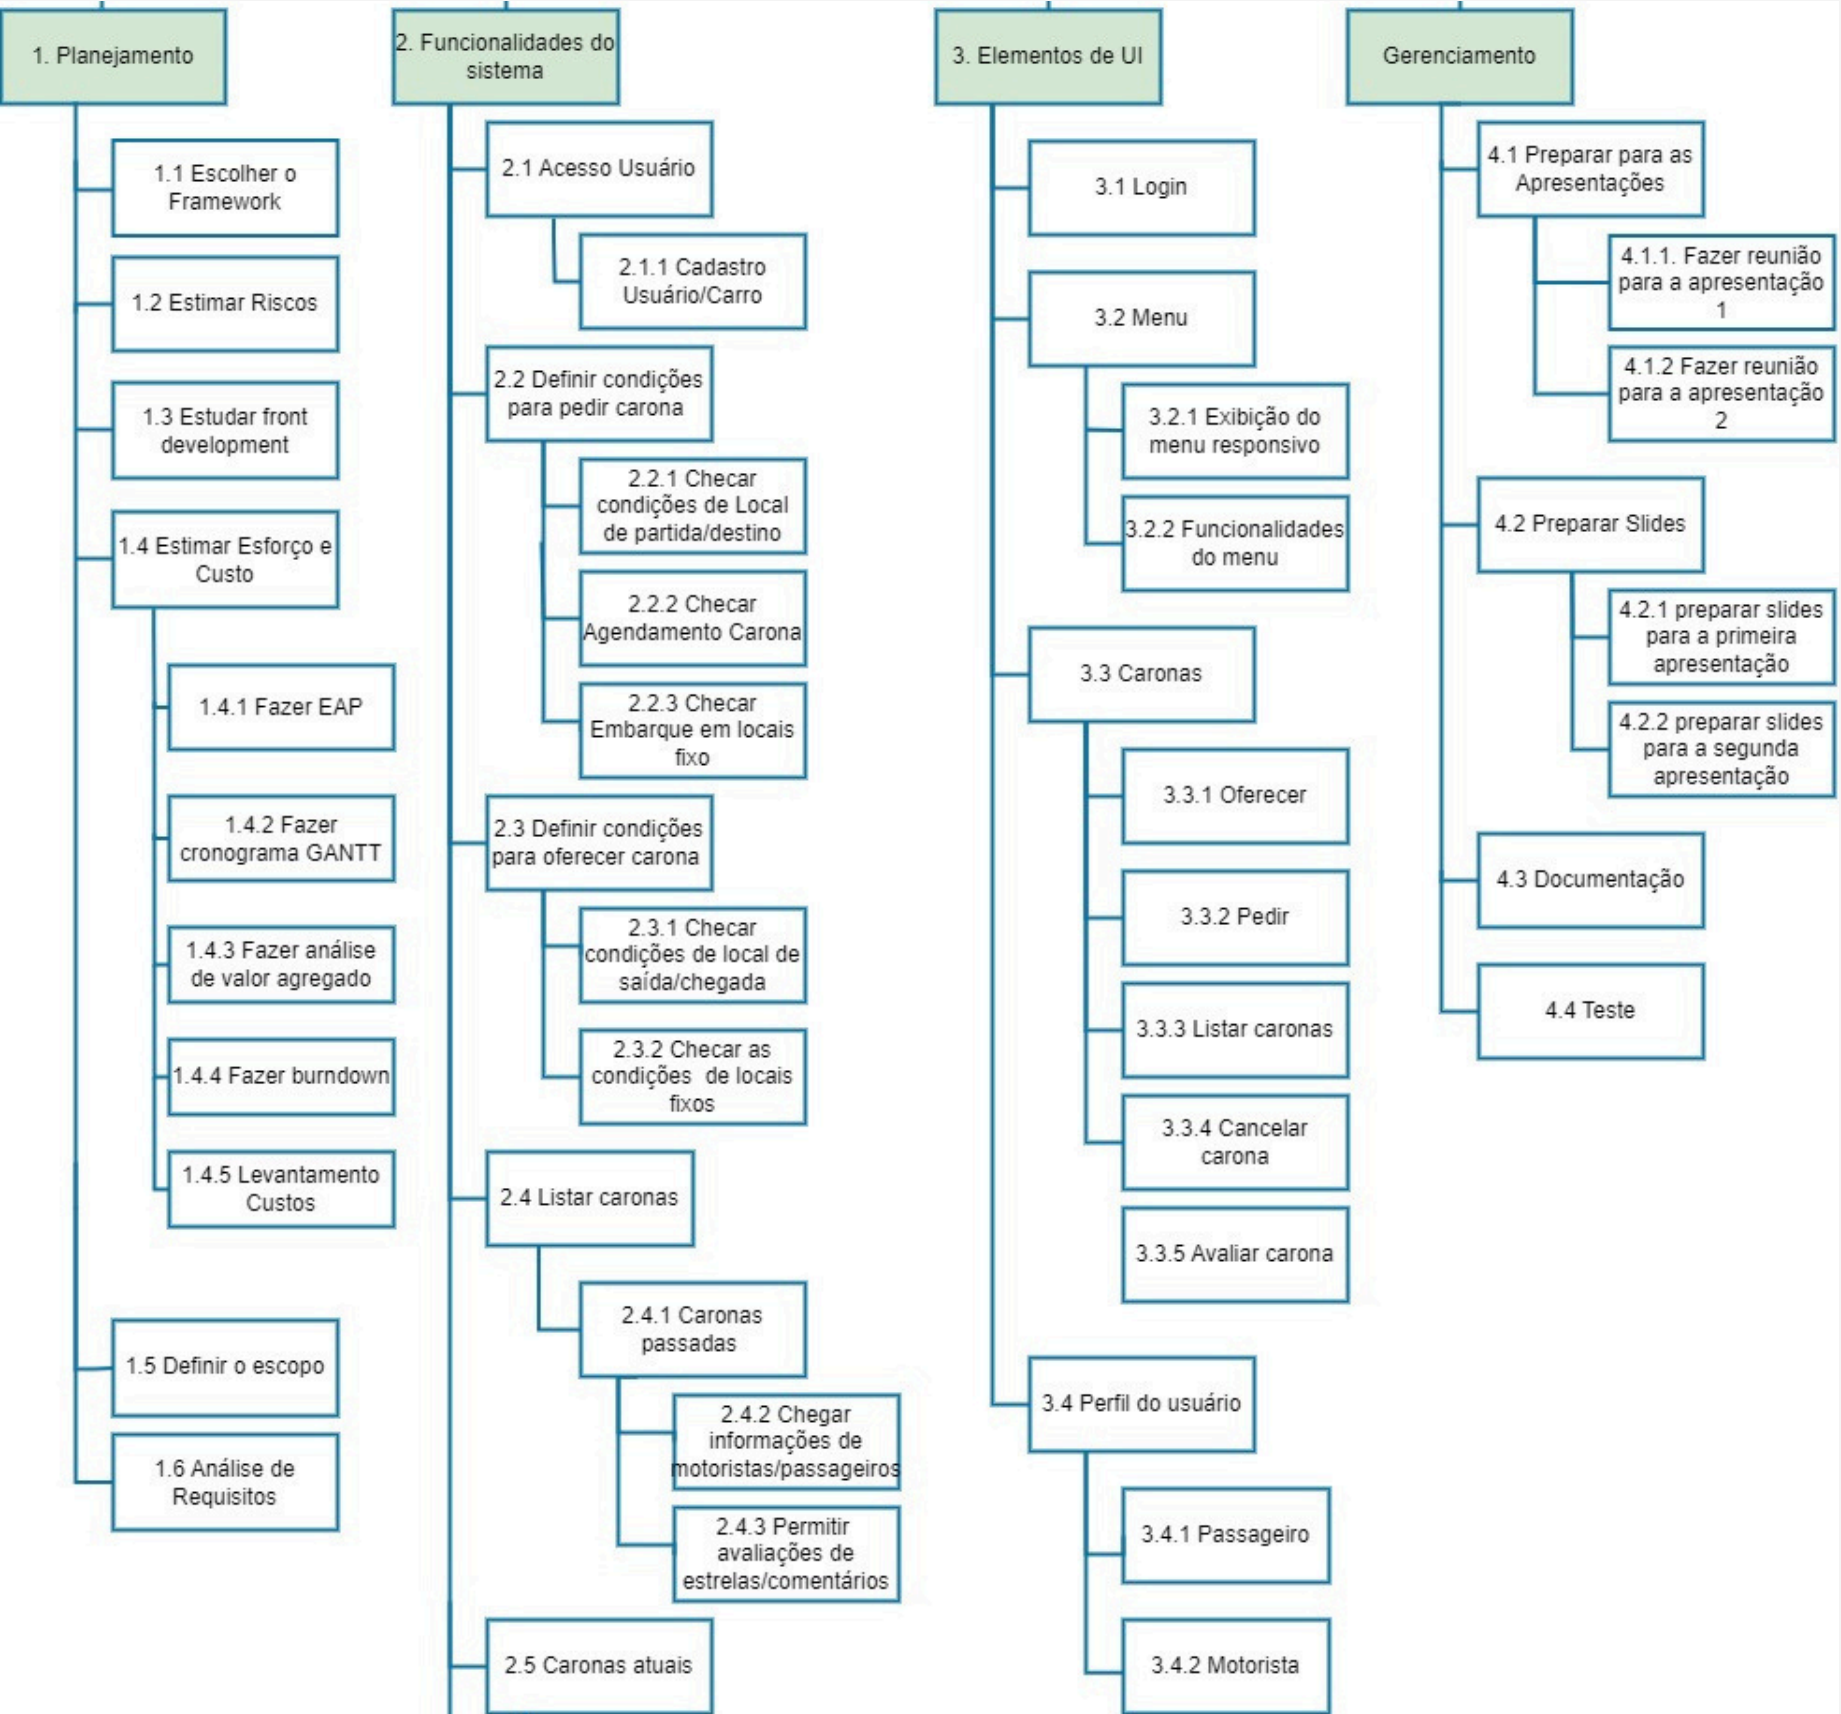 1. Planejamento
1.1 Escolher o
Framework
1.2 Estimar Riscos
1.3 Estudar front
development
1.4 Estimar Esforço e
Custo
1.4.1 Fazer EAP
1.4.2 Fazer
cronograma GANTT
1.4.3 Fazer análise
de valor agregado
1.4.4 Fazer burndown
1.4.5 Levantamento
Custos
1.5 Definir o escopo
1.6 Análise de
Requisitos
2. Funcionalidades do
sistema
2.1 Acesso Usuário
2.1.1 Cadastro
Usuário/Carro
2.2 Definir condições
para pedir carona
2.2.1 Checar
condições de Local
de partida/destino
2.2.2 Checar
Agendamento Carona
2.2.3 Checar
Embarque em locais
fixo
2.3 Definir condições
para oferecer carona
2.3.1 Checar
condições de local de
saída/chegada
2.3.2 Checar as
condições de locais
fixos
2.4 Listar caronas
2.4.1 Caronas
passadas
2.4.2 Chegar
informações de
motoristas/passageiros
2.4.3 Permitir
avaliações de
estrelas/comentários
2.5 Caronas atuais
3. Elementos de UI
3.1 Login
3.2 Menu
3.2.1 Exibição do
menu responsivo
3.2.2 Funcionalidades
do menu
3.3 Caronas
3.3.1 Oferecer
3.3.2 Pedir
3.3.3 Listar caronas
3.3.4 Cancelar
carona
3.3.5 Avaliar carona
3.4 Perfil do usuário
3.4.1 Passageiro
3.4.2 Motorista
Gerenciamento
4.1 Preparar para as
Apresentações
4.1.1. Fazer reunião
para a apresentação
1
4.1.2 Fazer reunião
para a apresentação
2
4.2 Preparar Slides
4.2.1 preparar slides
para a primeira
apresentação
4.2.2 preparar slides
para a segunda
apresentação
4.3 Documentação
4.4 Teste